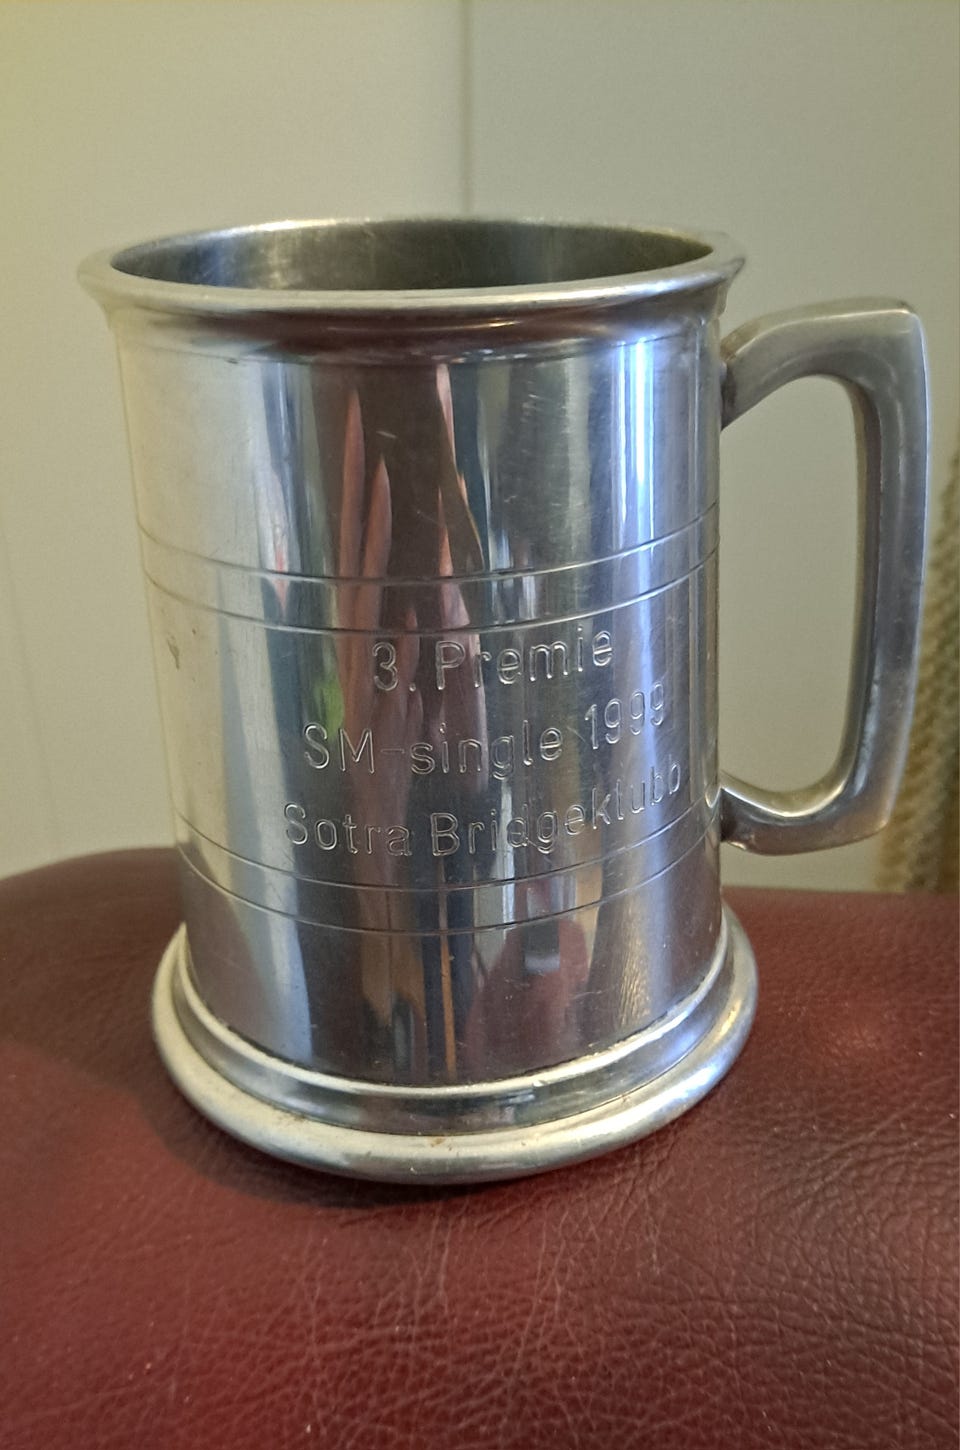 3. Premie
SM-single 1999
Sotra Bridgeklubb